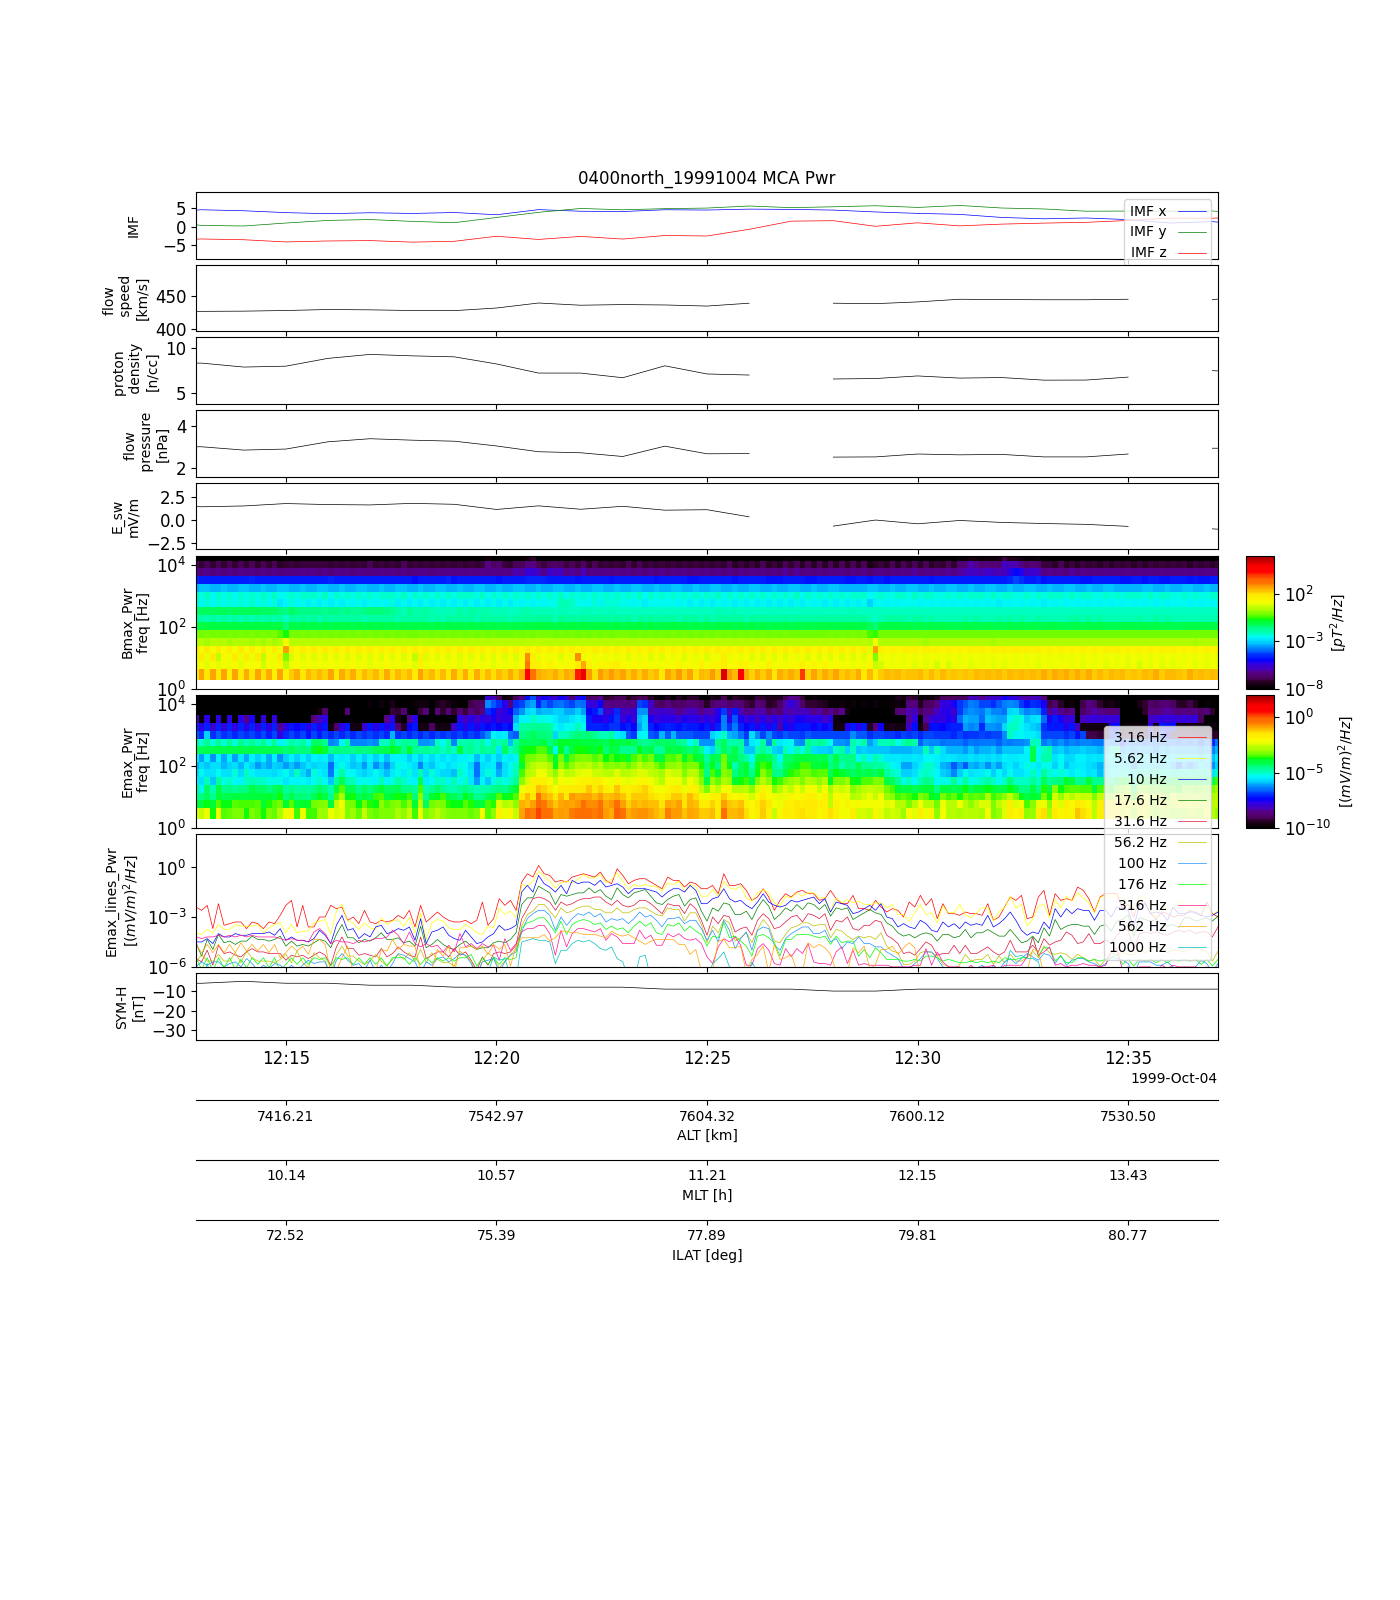 0400north_19991004 MCA Pwr
IMF
5
0
−5
IMF x
IMF y
IMF z
flow
speed
[km/s]
450
400
proton
density
[n/cc]
10
5
flow
pressure
[nPa]
4
2
E_sw
mV/m
2.5
0.0
−2.5
Bmax_Pwr
freq [Hz]
10^4
10^2
10^0
10^2
10^−3
10^−8
[pT^2/Hz]
Emax_Pwr
freq [Hz]
10^4
10^2
10^0
10^0
10^−5
10^−10
[(mV/m)^2/Hz]
3.16 Hz
5.62 Hz
10 Hz
17.6 Hz
31.6 Hz
56.2 Hz
100 Hz
176 Hz
316 Hz
562 Hz
1000 Hz
Emax_lines_Pwr
[(mV/m)^2/Hz]
10^0
10^−3
10^−6
SYM-H
[nT]
−10
−20
−30
12:15 12:20 12:25 12:30 12:35
1999-Oct-04
7416.21 7542.97 7604.32 7600.12 7530.50
ALT [km]
10.14 10.57 11.21 12.15 13.43
MLT [h]
72.52 75.39 77.89 79.81 80.77
ILAT [deg]